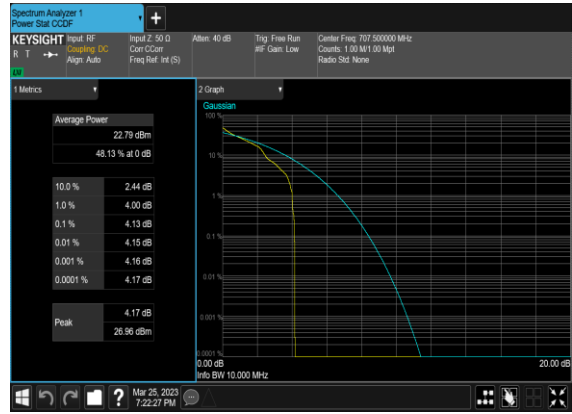 Spectrum Analyzer 1
Power Stat CCDF
+
KEYSIGHT
R T
LXI
Input: RF
Coupling: DC
Align: Auto
Input Z: 50 Ω
Corr CCorr
Freq Ref: Int (S)
Atten: 40 dB
Trig: Free Run
#IF Gain: Low
Center Freq: 707.500000 MHz
Counts: 1.00 M/1.00 Mpt
Radio Std: None
1 Metrics
Average Power
22.79 dBm
48.13 % at 0 dB
10.0 % 2.44 dB
1.0 % 4.00 dB
0.1 % 4.13 dB
0.01 % 4.15 dB
0.001 % 4.16 dB
0.0001 % 4.17 dB
Peak
4.17 dB
26.96 dBm
2 Graph
Gaussian
100 %
10 %
1 %
0.1 %
0.01 %
0.001 %
0.0001 %
0.00 dB
20.00 dB
Info BW 10.000 MHz
?
Mar 25, 2023
7:22:27 PM